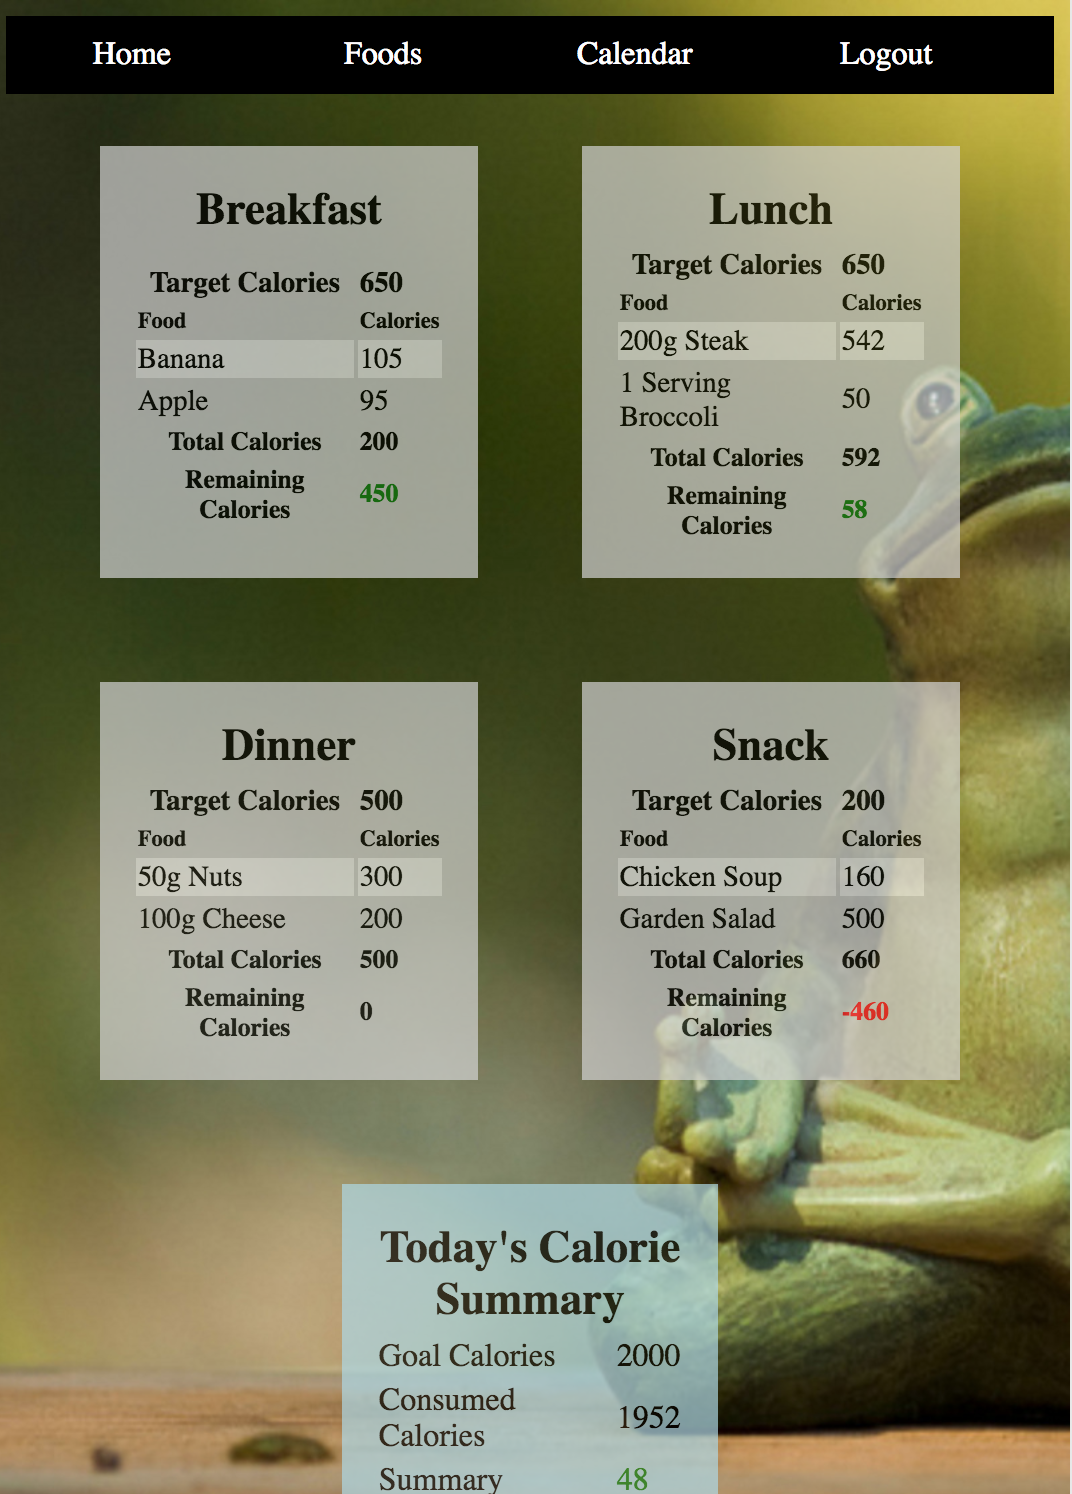 Home Foods Calendar Logout
Breakfast
Target Calories 650
Food Calories
Banana 105
Apple 95
Total Calories 200
Remaining
Calories 450
Lunch
Target Calories 650
Food Calories
200g Steak 542
1 Serving
Broccoli 50
Total Calories 592
Remaining
Calories 58
Dinner
Target Calories 500
Food Calories
50g Nuts 300
100g Cheese 200
Total Calories 500
Remaining
Calories 0
Snack
Target Calories 200
Food Calories
Chicken Soup 160
Garden Salad 500
Total Calories 660
Remaining
Calories -460
Today's Calorie
Summary
Goal Calories 2000
Consumed
Calories 1952
Summary 48